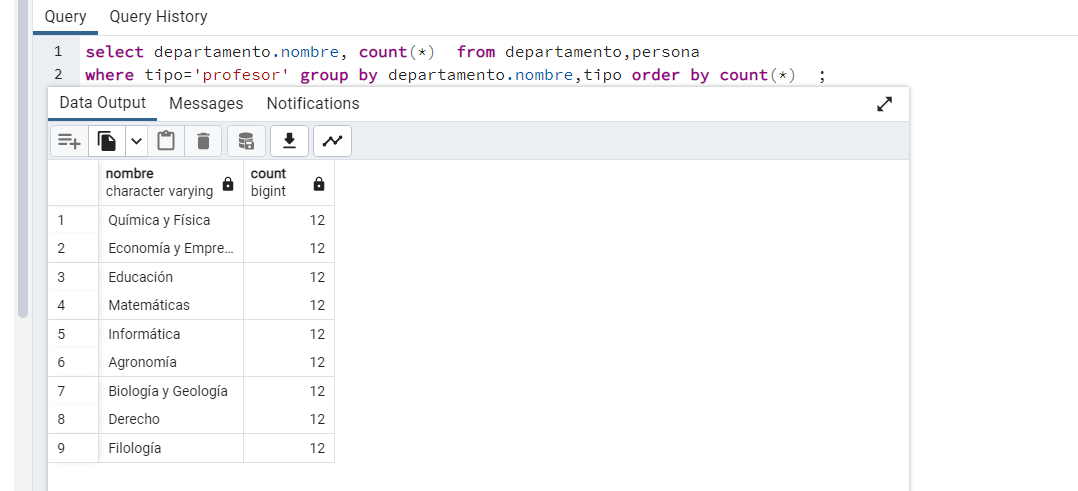 Query Query History
1 select departamento.nombre, count(*)  from departamento,persona
2 where tipo='profesor' group by departamento.nombre,tipo order by count(*)  ;
Data Output Messages Notifications
nombre count
character varying bigint
1 Química y Física 12
2 Economía y Empre... 12
3 Educación 12
4 Matemáticas 12
5 Informática 12
6 Agronomía 12
7 Biología y Geología 12
8 Derecho 12
9 Filología 12